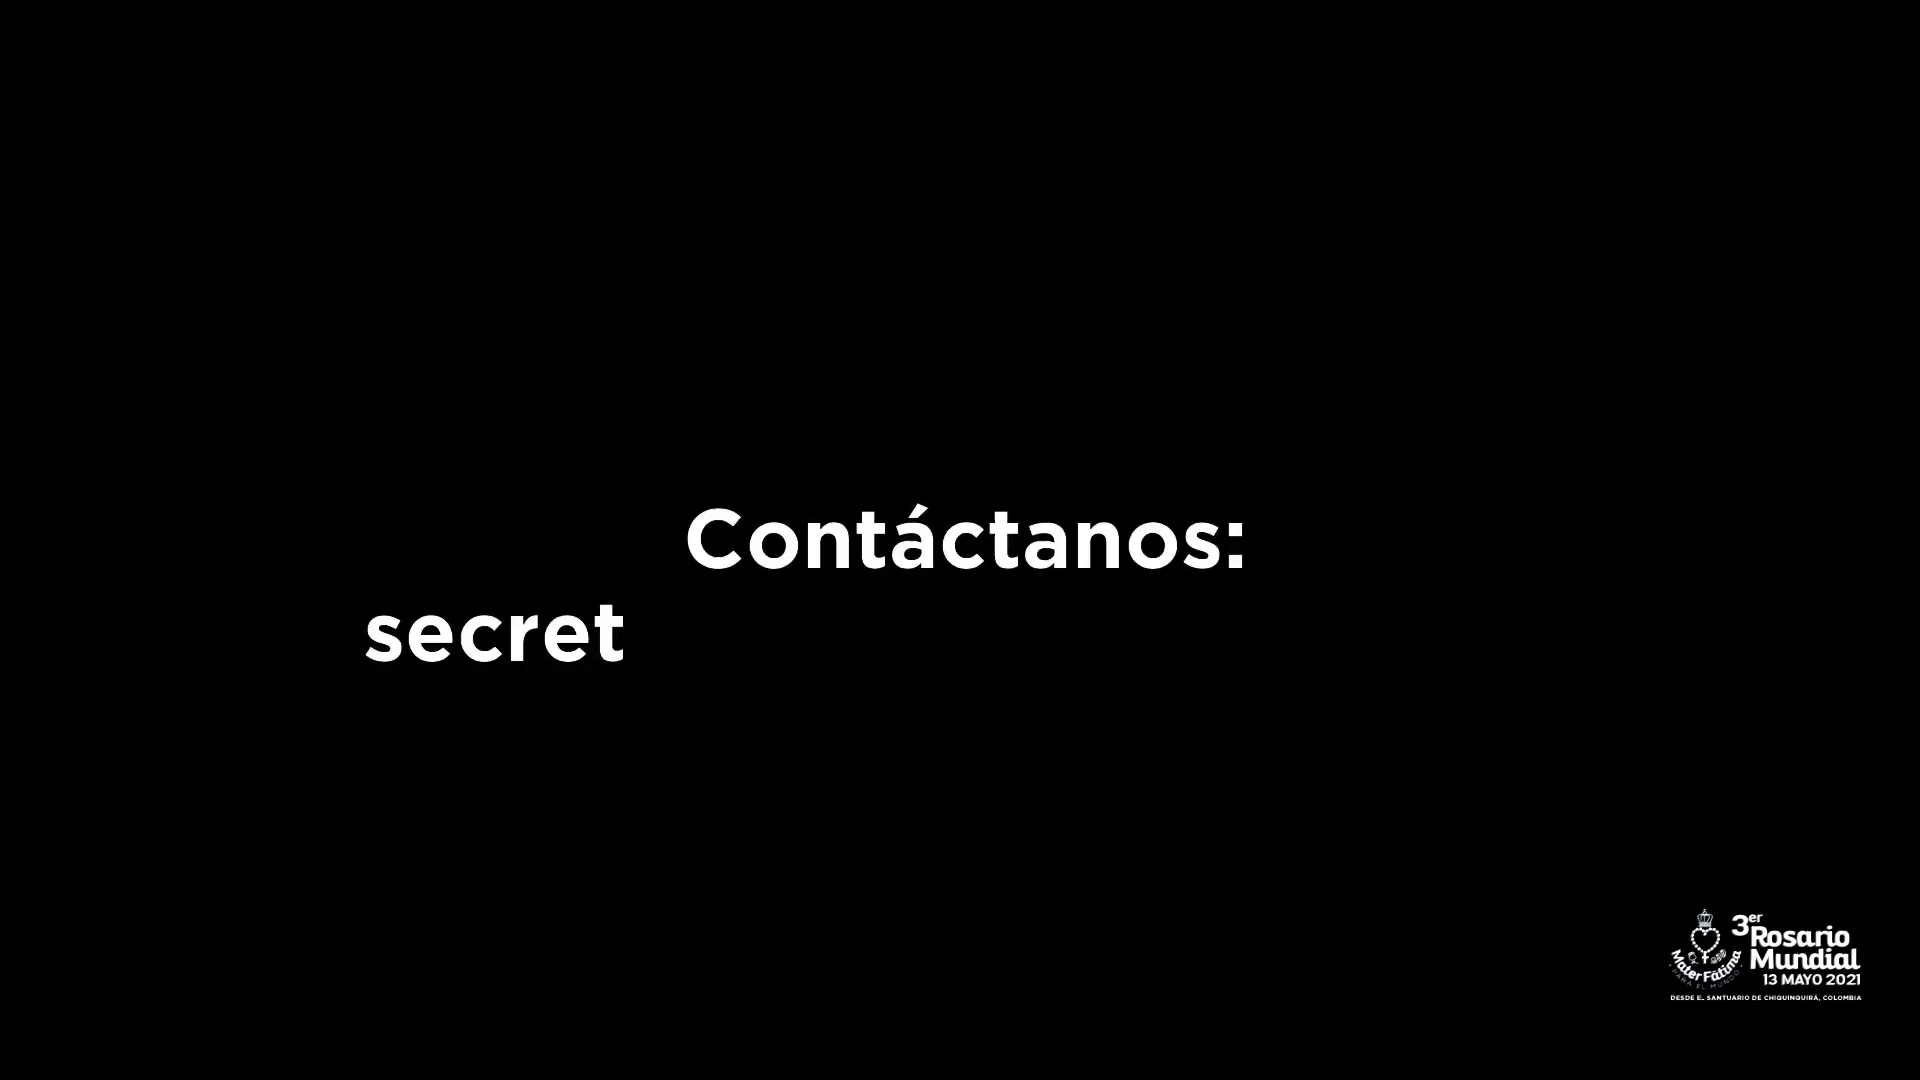 Contáctanos:
secret
3er
Rosario
Mundial
Mater Fátima
PARA EL MUNDO
13 MAYO 2021
DESDE EL SANTUARIO DE CHIQUINQUIRÁ, COLOMBIA